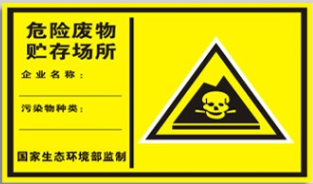 危险废物
贮存场所
企业名称：
污染物种类：
国家生态环境部监制